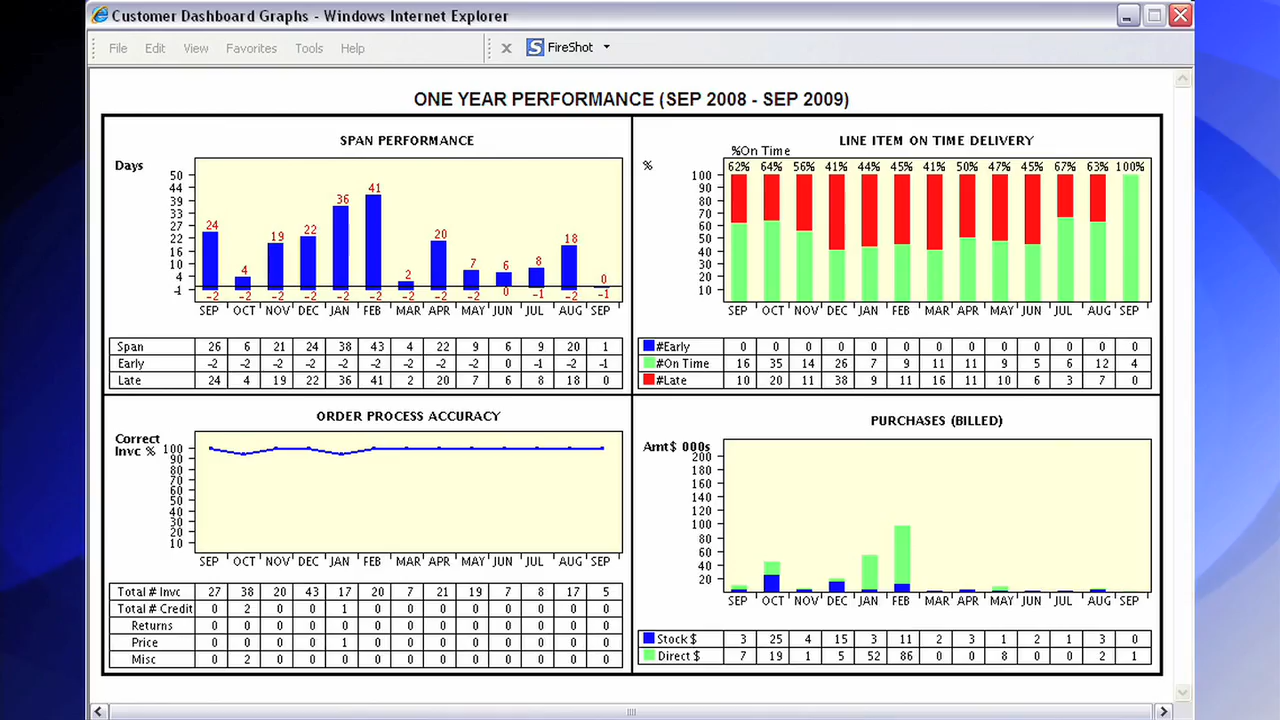 Customer Dashboard Graphs - Windows Internet Explorer
File Edit View Favorites Tools Help
x FireShot
ONE YEAR PERFORMANCE (SEP 2008 - SEP 2009)
SPAN PERFORMANCE
Days
50
44
39
33
27
22
16
10
4
-1
24 4 19 22 36 41 2 20 7 6 8 18 0
-2 -2 -2 -2 -2 -2 -2 -2 -2 0 -1 -2 -1
SEP OCT NOV DEC JAN FEB MAR APR MAY JUN JUL AUG SEP
Span 26 6 21 24 38 43 4 22 9 6 9 20 1
Early -2 -2 -2 -2 -2 -2 -2 -2 -2 0 -1 -2 -1
Late 24 4 19 22 36 41 2 20 7 6 8 18 0
LINE ITEM ON TIME DELIVERY
%On Time
%
62% 64% 56% 41% 44% 45% 41% 50% 47% 45% 67% 63% 100%
100
90
80
70
60
50
40
30
20
10
SEP OCT NOV DEC JAN FEB MAR APR MAY JUN JUL AUG SEP
#Early 0 0 0 0 0 0 0 0 0 0 0 0 0
#On Time 16 35 14 26 7 9 11 11 9 5 6 12 4
#Late 10 20 11 38 9 11 16 11 10 6 3 7 0
ORDER PROCESS ACCURACY
Correct
Invc %
100
90
80
70
60
50
40
30
20
10
SEP OCT NOV DEC JAN FEB MAR APR MAY JUN JUL AUG SEP
Total # Invc 27 38 20 43 17 20 7 21 19 7 8 17 5
Total # Credit 0 2 0 0 1 0 0 0 0 0 0 0 0
Returns 0 0 0 0 0 0 0 0 0 0 0 0 0
Price 0 0 0 0 1 0 0 0 0 0 0 0 0
Misc 0 2 0 0 0 0 0 0 0 0 0 0 0
PURCHASES (BILLED)
Amt$ 000s
200
180
160
140
120
100
80
60
40
20
SEP OCT NOV DEC JAN FEB MAR APR MAY JUN JUL AUG SEP
Stock $ 3 25 4 15 3 11 2 3 1 2 1 3 0
Direct $ 7 19 1 5 52 86 0 0 8 0 0 2 1